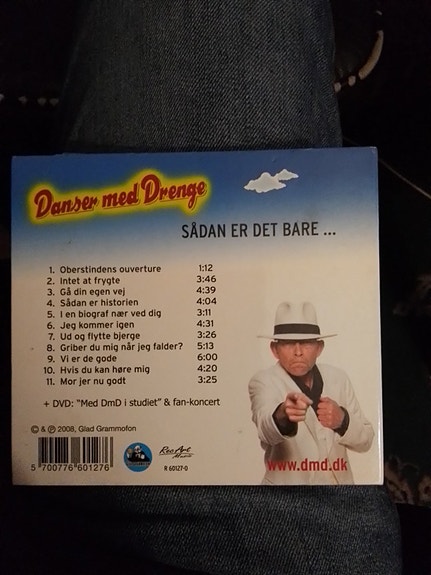 Danser med Drenge
SÅDAN ER DET BARE ...
1. Oberstindens ouverture 1:12
2. Intet at frygte 3:46
3. Gå din egen vej 4:39
4. Sådan er historien 4:04
5. I en biograf nær ved dig 3:11
6. Jeg kommer igen 4:31
7. Ud og flytte bjerge 3:26
8. Griber du mig når jeg falder? 5:13
9. Vi er de gode 6:00
10. Hvis du kan høre mig 4:20
11. Mor jer nu godt 3:25
+ DVD: "Med DmD i studiet" & fan-koncert
© & ℗ 2008, Glad Grammofon
5 700776 601276
RecArt
Music
R 60127-0
www.dmd.dk